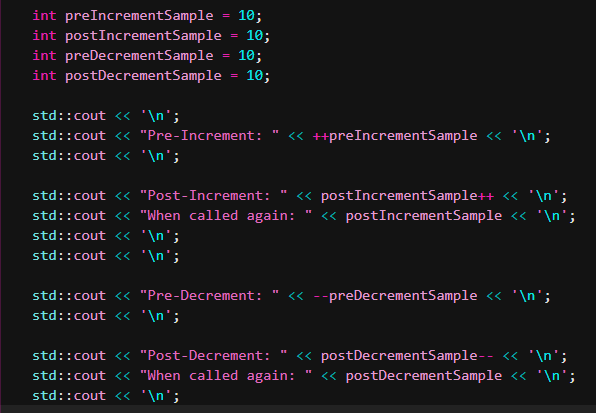 int preIncrementSample = 10;
int postIncrementSample = 10;
int preDecrementSample = 10;
int postDecrementSample = 10;
std::cout << '\n';
std::cout << "Pre-Increment: " << ++preIncrementSample << '\n';
std::cout << '\n';
std::cout << "Post-Increment: " << postIncrementSample++ << '\n';
std::cout << "When called again: " << postIncrementSample << '\n';
std::cout << '\n';
std::cout << '\n';
std::cout << "Pre-Decrement: " << --preDecrementSample << '\n';
std::cout << '\n';
std::cout << "Post-Decrement: " << postDecrementSample-- << '\n';
std::cout << "When called again: " << postDecrementSample << '\n';
std::cout << '\n';